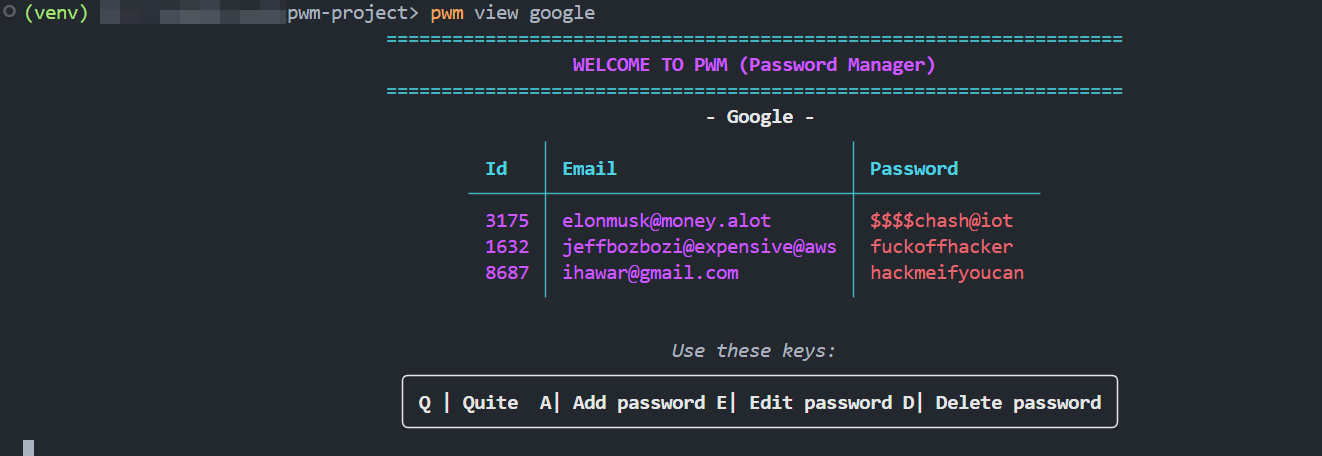 (venv) pwm-project> pwm view google
===================================================================
WELCOME TO PWM (Password Manager)
===================================================================
- Google -
Id Email Password
3175 elonmusk@money.alot $$$$chash@iot
1632 jeffbozbozi@expensive@aws fuckoffhacker
8687 ihawar@gmail.com hackmeifyoucan
Use these keys:
Q | Quite A| Add password E| Edit password D| Delete password